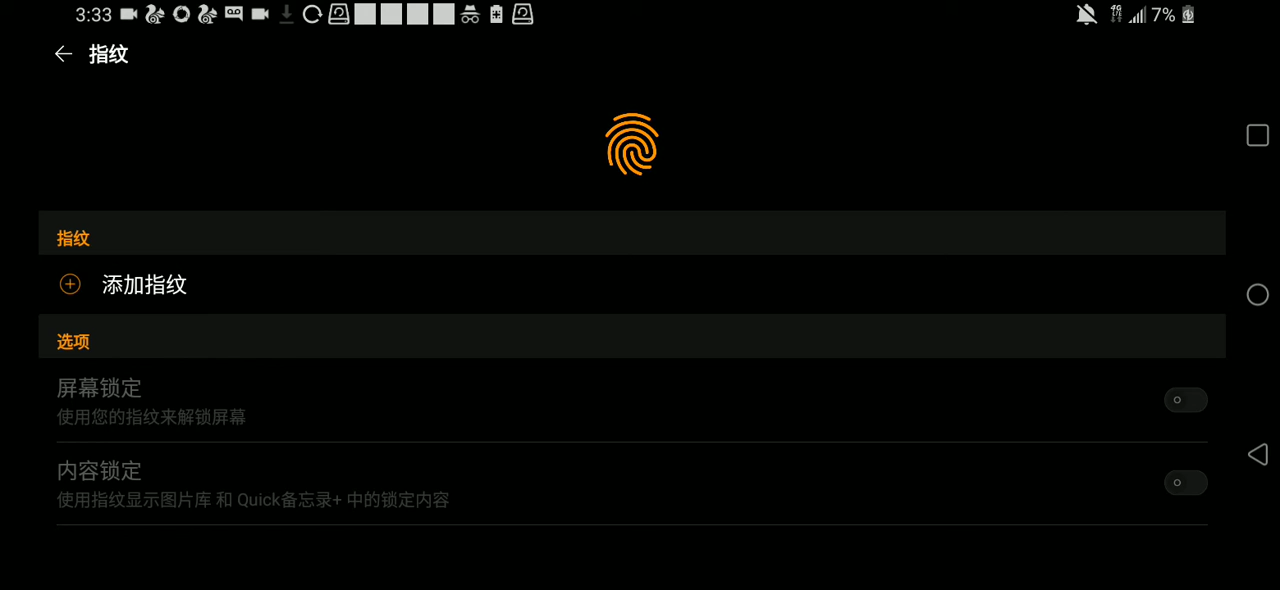 3:33
4G LTE 7%
指纹
指纹
添加指纹
选项
屏幕锁定
使用您的指纹来解锁屏幕
内容锁定
使用指纹显示图片库 和 Quick备忘录+ 中的锁定内容